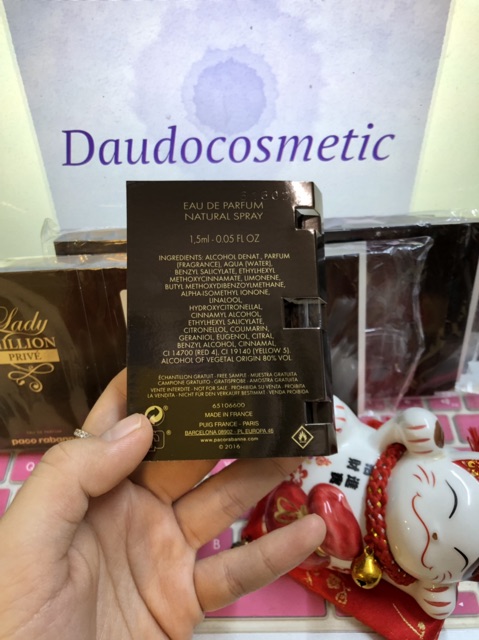 Daudocosmetic
EAU DE PARFUM
NATURAL SPRAY
1,5ml - 0.05 FL OZ
INGREDIENTS: ALCOHOL DENAT., PARFUM
(FRAGRANCE), AQUA (WATER),
BENZYL SALICYLATE, ETHYLHEXYL
METHOXYCINNAMATE, LIMONENE,
BUTYL METHOXYDIBENZOYLMETHANE,
ALPHA-ISOMETHYL IONONE,
LINALOOL,
HYDROXYCITRONELLAL,
CINNAMYL ALCOHOL,
ETHYLHEXYL SALICYLATE,
CITRONELLOL, COUMARIN,
GERANIOL, EUGENOL, CITRAL,
BENZYL ALCOHOL, CINNAMAL,
CI 14700 (RED 4), CI 19140 (YELLOW 5).
ALCOHOL OF VEGETAL ORIGIN 80% VOL.
ÉCHANTILLON GRATUIT - FREE SAMPLE - MUESTRA GRATUITA
CAMPIONE GRATUITO - GRATISPROBE - AMOSTRA GRATUITA
VENTE INTERDITE - NOT FOR SALE - PROHIBIDA SU VENTA - PROIBITA
LA VENDITA - NICHT FÜR DEN VERKAUF BESTIMMT - VENDA PROIBIDA
65106600
MADE IN FRANCE
PUIG FRANCE - PARIS
BARCELONA 08902 - PL. EUROPA 46
www.pacorabanne.com
© 2016
Lady
MILLION
PRIVÉ
paco rabanne